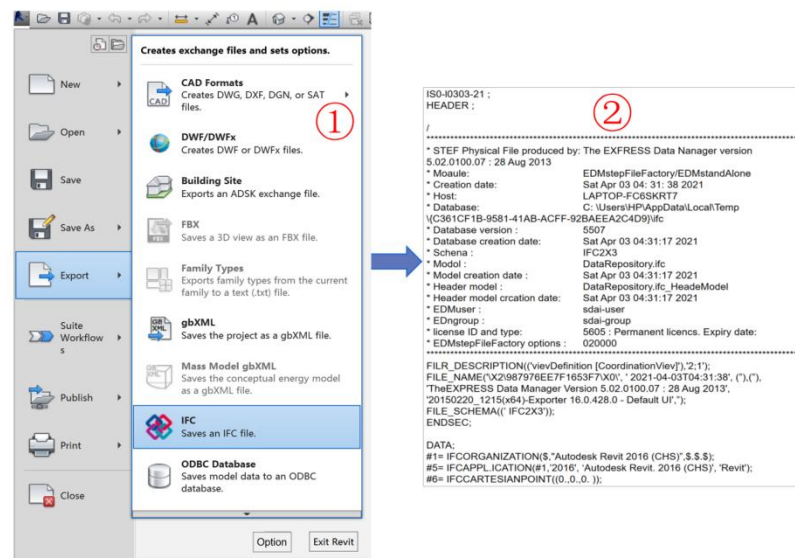 Creates exchange files and sets options.
New
Open
Save
Save As
Export
Suite
Workflow
s
Publish
Print
Close
CAD Formats
Creates DWG, DXF, DGN, or SAT
files.
CAD
①
DWF/DWFx
Creates DWF or DWFx files.
Building Site
Exports an ADSK exchange file.
FBX
Saves a 3D view as an FBX file.
Family Types
Exports family types from the current
family to a text (.txt) file.
gbXML
Saves the project as a gbXML file.
Mass Model gbXML
Saves the conceptual energy model
as a gbXML file.
IFC
Saves an IFC file.
ODBC Database
Saves model data to an ODBC
database.
Option
Exit Revit
IS0-I0303-21 ;
HEADER ;
②
/
* STEF Physical File produced by: The EXFRESS Data Nanager version
5.02.0100.07 : 28 Aug 2013
* Moaule: EDMstepFileFactory/EDMstandAlone
* Creation date: Sat Apr 03 04: 31: 38 2021
* Host: LAPTOP-FC6SKRT7
* Database: C: \Users\HP\AppData\Local\Temp
\{C361CF1B-9581-41AB-ACFF-92BAEEA2C4D9}\ifc
* Database version : 5507
* Database creation date: Sat Apr 03 04:31:17 2021
* Schena : IFC2X3
* Modol : DataRepository.ifc
* Model creation date : Sat Apr 03 04:31:17 2021
* Header model : DataRepository.ifc_HeadeModel
* Header model crcation date: Sat Apr 03 04:31:17 2021
* EDMuser : sdai-user
* EDngroup : sdai-group
* license ID and type: 5605 : Permanent licencs. Expiry date:
* EDMstepFileFactory options : 020000
FILR_DESCRIPTION(('vievDefinition [CoordinationViev]'),'2;1');
FILE_NAME('\X2\987976EE7F1653F7\X0\', ' 2021-04-03T04:31:38', (''),(''),
'TheEXPRESS Data Manager Version 5.02.0100.07 : 28 Aug 2013',
'20150220_1215(x64)-Exporter 16.0.428.0 - Default UI','');
FILE_SCHEMA((' IFC2X3'));
ENDSEC;
DATA;
#1= IFCORGANIZATION($,"Autodesk Revit 2016 (CHS)",$.$.$);
#5= IFCAPPL.ICATION(#1,'2016', 'Autodesk Revit. 2016 (CHS)', 'Revit');
#6= IFCCARTESIANPOINT((0.,0.,0. ));